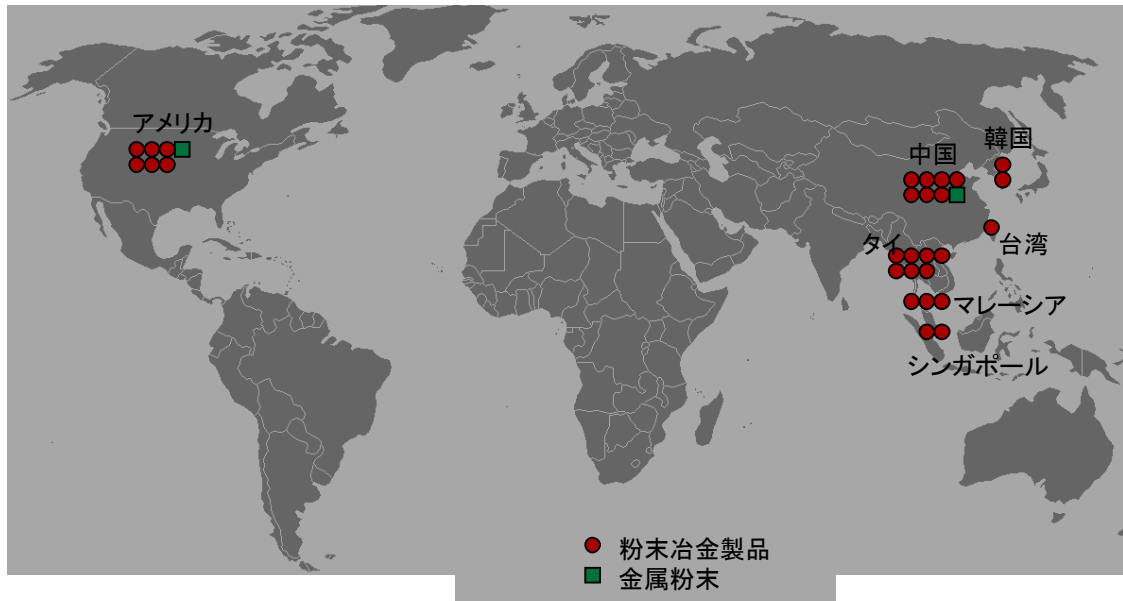 アメリカ
韓国
中国
台湾
タイ
マレーシア
シンガポール
粉末冶金製品
金属粉末